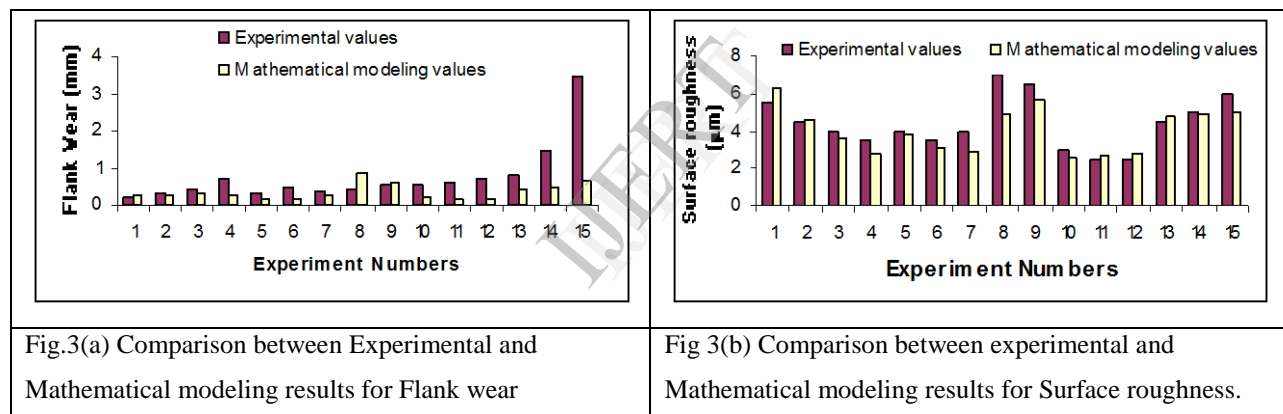 Experimental values
Mathematical modeling values
Flank Wear (mm)
4
3
2
1
0
1 2 3 4 5 6 7 8 9 10 11 12 13 14 15
Experiment Numbers
Experimental values
Mathematical modeling values
Surface roughness
(µm)
8
6
4
2
0
1 2 3 4 5 6 7 8 9 10 11 12 13 14 15
Experiment Numbers
IJERT
Fig.3(a) Comparison between Experimental and
Mathematical modeling results for Flank wear
Fig 3(b) Comparison between experimental and
Mathematical modeling results for Surface roughness.